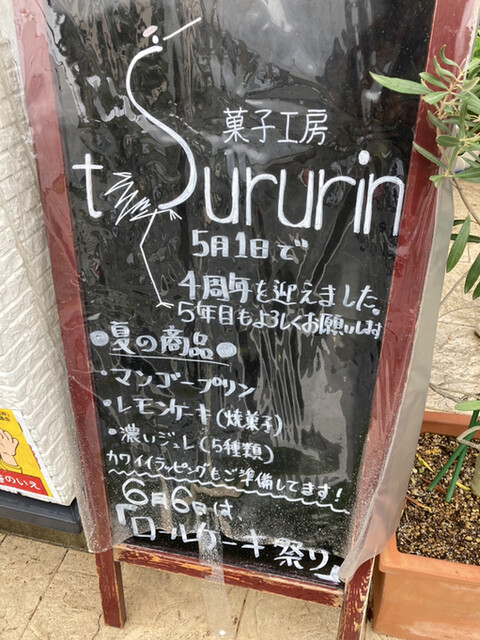 菓子工房
tSururin
5月1日で
4周年を迎えました。
5年目もよろしくお願いします
●夏の商品●
・マンゴープリン
・レモンケーキ(焼菓子)
・濃いジュレ(5種類)
カワイイラッピングもご準備してます!
6月6日は、
「ロールケーキ祭り」
のいえ